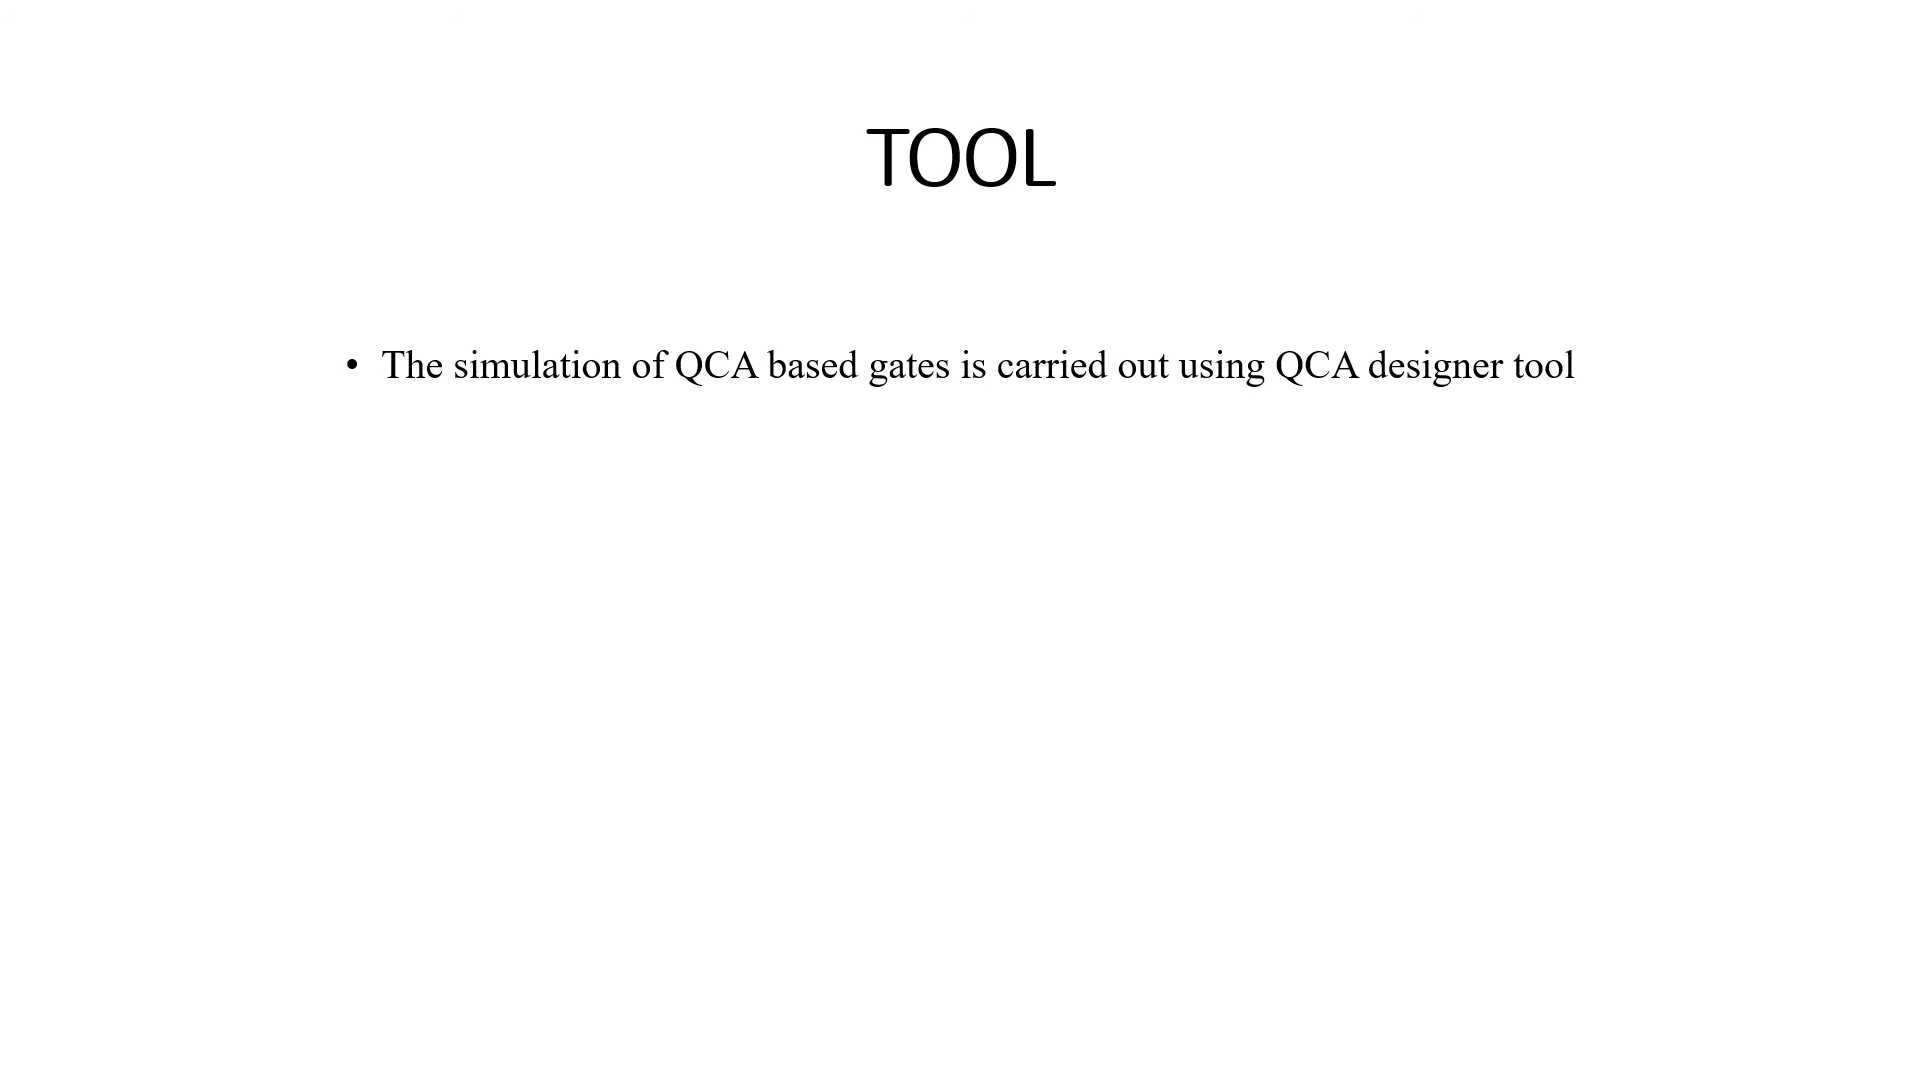 TOOL
• The simulation of QCA based gates is carried out using QCA designer tool